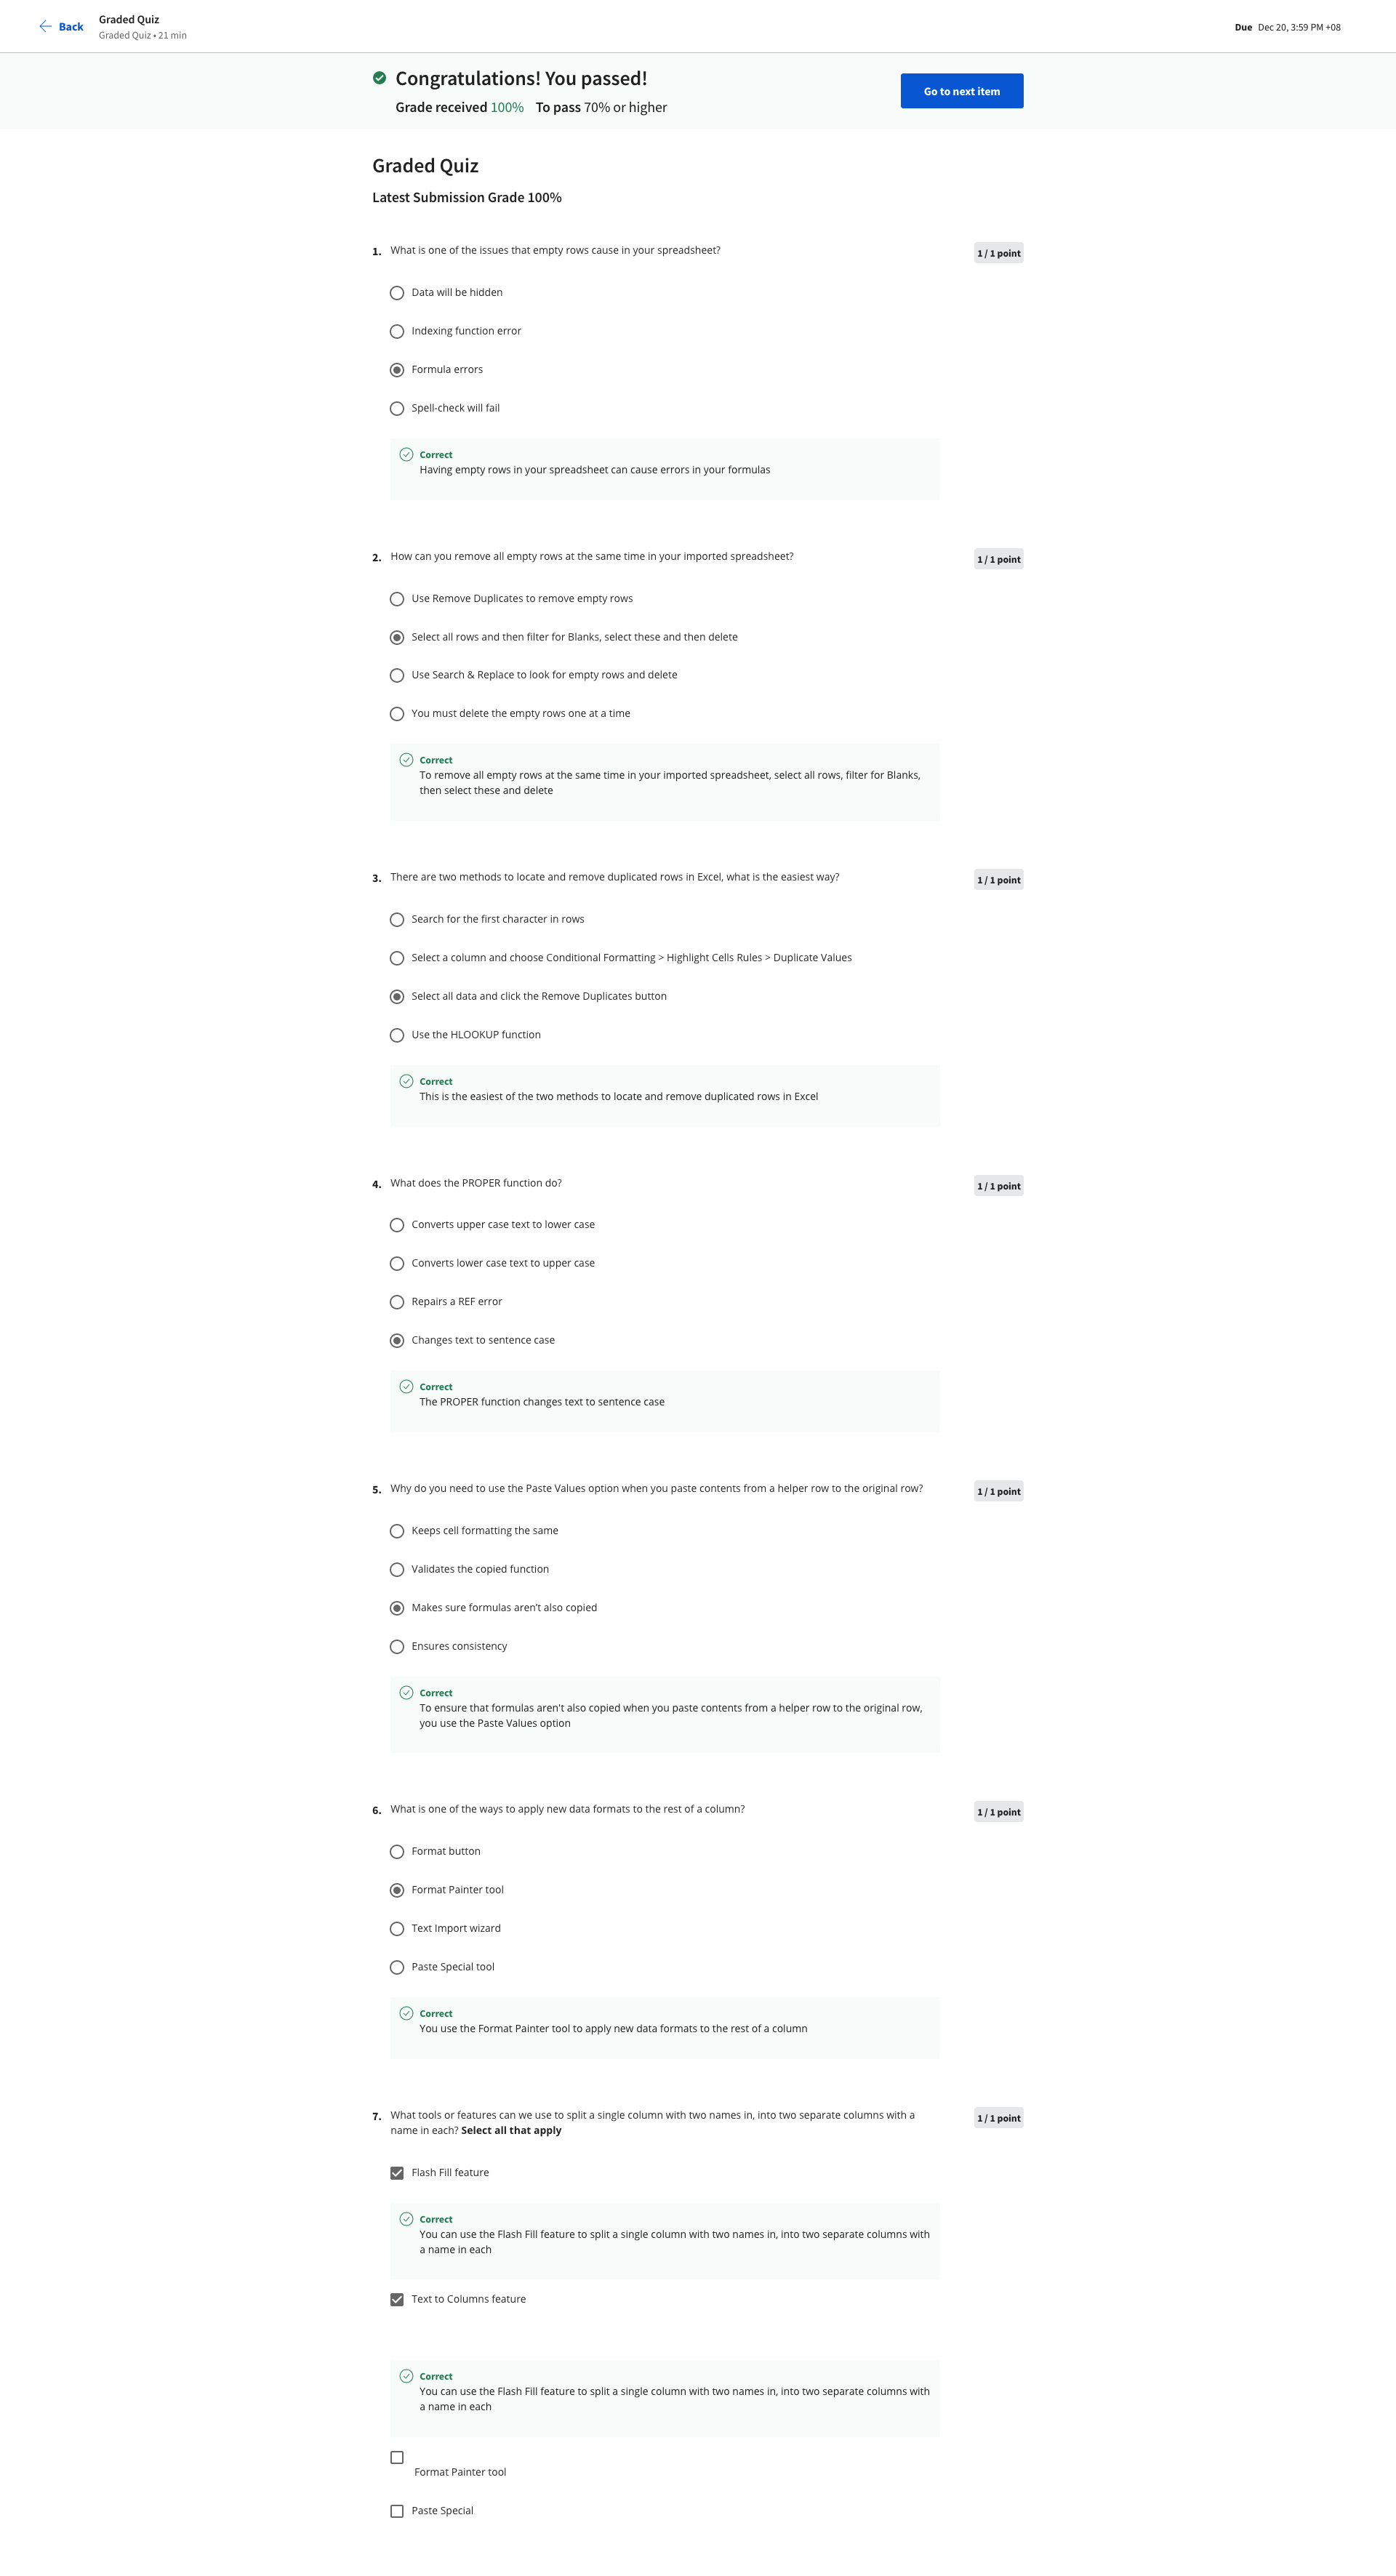 Back
Graded Quiz
Graded Quiz • 21 min
Due Dec 20, 3:59 PM +08
Congratulations! You passed!
Grade received 100% To pass 70% or higher
Go to next item
Graded Quiz
Latest Submission Grade 100%
1. What is one of the issues that empty rows cause in your spreadsheet?
1 / 1 point
Data will be hidden
Indexing function error
Formula errors
Spell-check will fail
Correct
Having empty rows in your spreadsheet can cause errors in your formulas
2. How can you remove all empty rows at the same time in your imported spreadsheet?
1 / 1 point
Use Remove Duplicates to remove empty rows
Select all rows and then filter for Blanks, select these and then delete
Use Search & Replace to look for empty rows and delete
You must delete the empty rows one at a time
Correct
To remove all empty rows at the same time in your imported spreadsheet, select all rows, filter for Blanks,
then select these and delete
3. There are two methods to locate and remove duplicated rows in Excel, what is the easiest way?
1 / 1 point
Search for the first character in rows
Select a column and choose Conditional Formatting > Highlight Cells Rules > Duplicate Values
Select all data and click the Remove Duplicates button
Use the HLOOKUP function
Correct
This is the easiest of the two methods to locate and remove duplicated rows in Excel
4. What does the PROPER function do?
1 / 1 point
Converts upper case text to lower case
Converts lower case text to upper case
Repairs a REF error
Changes text to sentence case
Correct
The PROPER function changes text to sentence case
5. Why do you need to use the Paste Values option when you paste contents from a helper row to the original row?
1 / 1 point
Keeps cell formatting the same
Validates the copied function
Makes sure formulas aren't also copied
Ensures consistency
Correct
To ensure that formulas aren't also copied when you paste contents from a helper row to the original row,
you use the Paste Values option
6. What is one of the ways to apply new data formats to the rest of a column?
1 / 1 point
Format button
Format Painter tool
Text Import wizard
Paste Special tool
Correct
You use the Format Painter tool to apply new data formats to the rest of a column
7. What tools or features can we use to split a single column with two names in, into two separate columns with a
name in each? Select all that apply
1 / 1 point
Flash Fill feature
Correct
You can use the Flash Fill feature to split a single column with two names in, into two separate columns with
a name in each
Text to Columns feature
Correct
You can use the Flash Fill feature to split a single column with two names in, into two separate columns with
a name in each
Format Painter tool
Paste Special